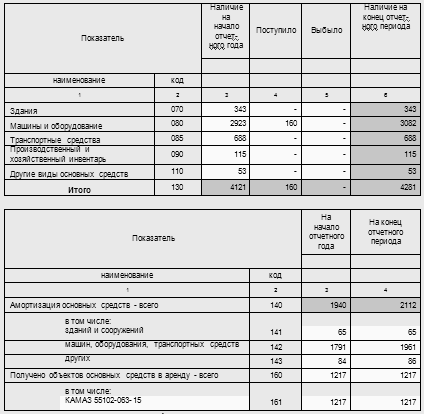 Показатель Наличие на начало отчет- ного года Поступило Выбыло Наличие на конец отчет- ного периода
наименование код
1 2 3 4 5 6
Здания 070 343 - - 343
Машины и оборудование 080 2923 160 - 3082
Транспортные средства 085 688 - - 688
Производственный и
хозяйственный инвентарь 090 115 - - 115
Другие виды основных средств 110 53 - - 53
Итого 130 4121 160 - 4281
Показатель На начало отчетного года На конец отчетного периода
наименование код
1 2 3 4
Амортизация основных средств - всего 140 1940 2112
в том числе:
зданий и сооружений 141 65 65
машин, оборудования, транспортных средств 142 1791 1961
других 143 84 86
Получено объектов основных средств в аренду - всего 160 1217 1217
в том числе:
КАМАЗ 55102-063-15 161 1217 1217